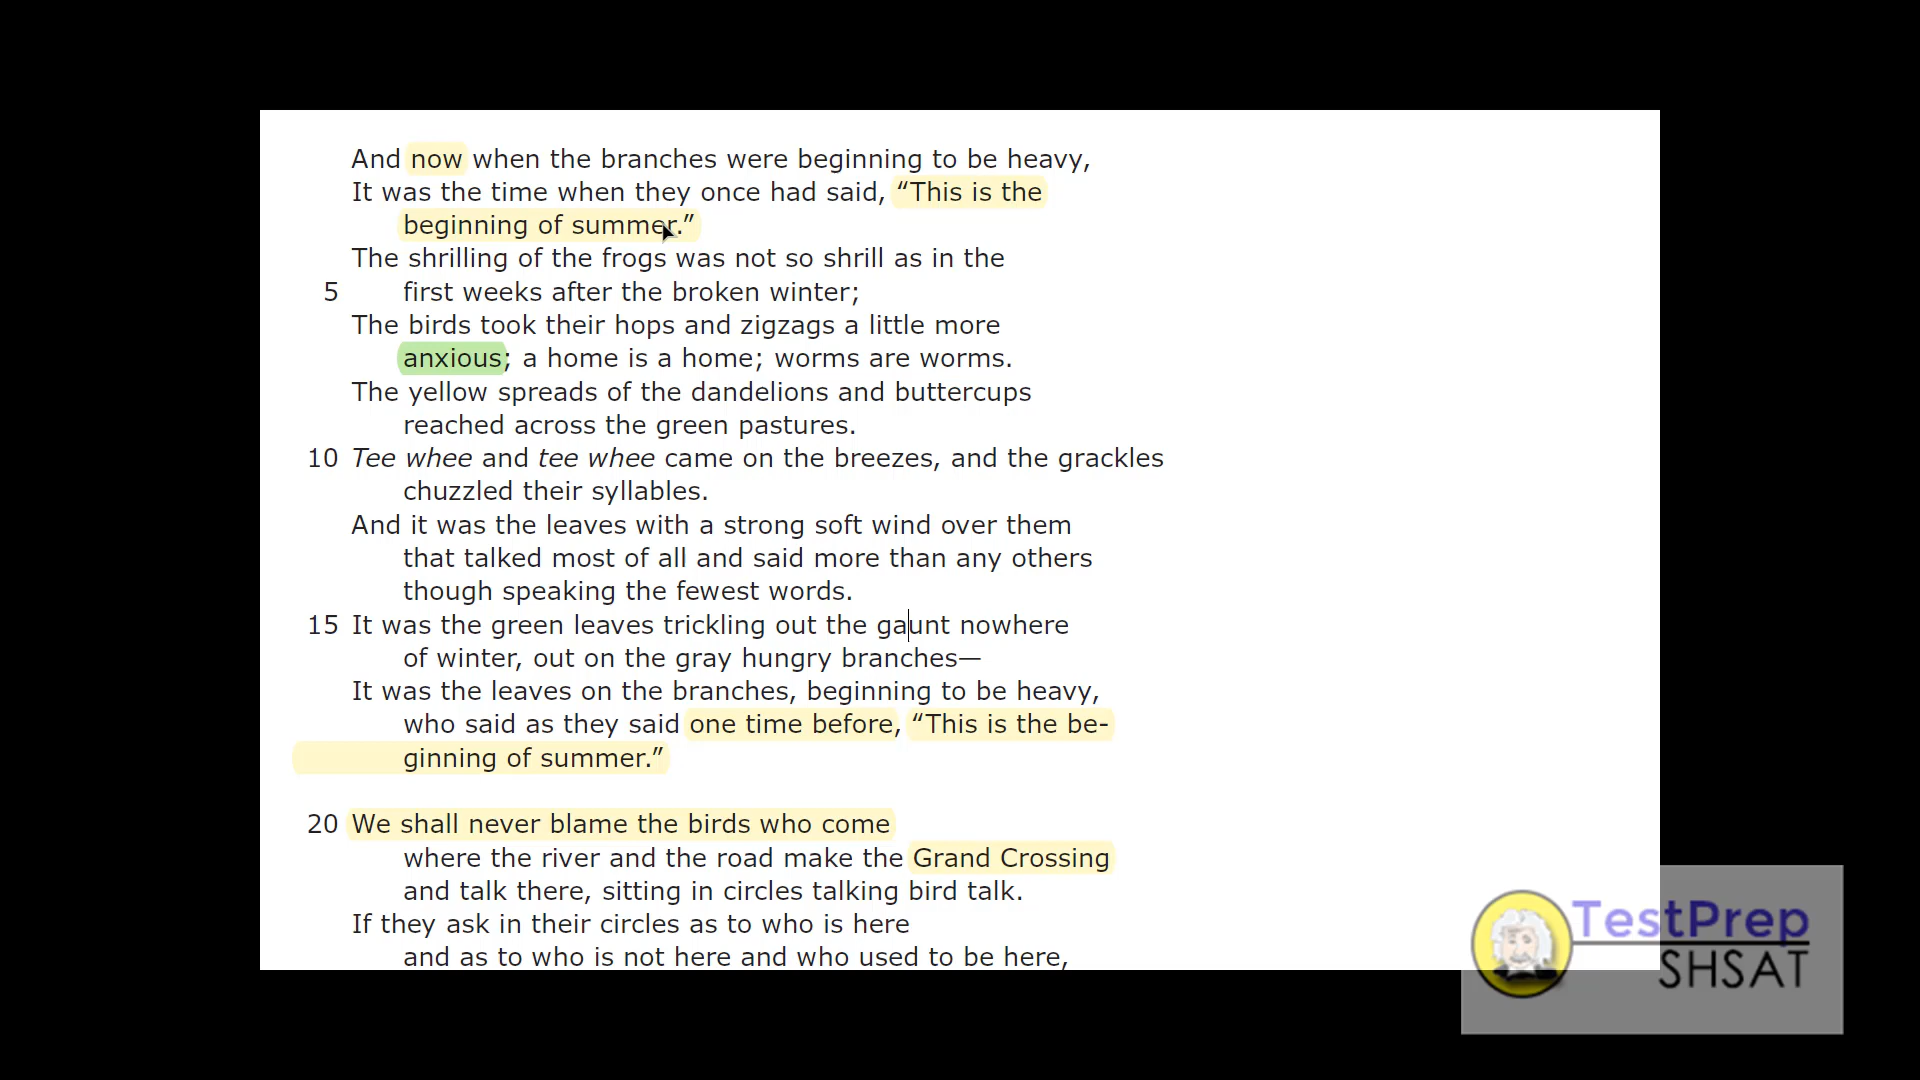 And now when the branches were beginning to be heavy,
It was the time when they once had said, “This is the
beginning of summer.”
The shrilling of the frogs was not so shrill as in the
5 first weeks after the broken winter;
The birds took their hops and zigzags a little more
anxious; a home is a home; worms are worms.
The yellow spreads of the dandelions and buttercups
reached across the green pastures.
10 Tee whee and tee whee came on the breezes, and the grackles
chuzzled their syllables.
And it was the leaves with a strong soft wind over them
that talked most of all and said more than any others
though speaking the fewest words.
15 It was the green leaves trickling out the gaunt nowhere
of winter, out on the gray hungry branches—
It was the leaves on the branches, beginning to be heavy,
who said as they said one time before, “This is the be-
ginning of summer.”
20 We shall never blame the birds who come
where the river and the road make the Grand Crossing
and talk there, sitting in circles talking bird talk.
If they ask in their circles as to who is here
and as to who is not here and who used to be here,
TestPrep
SHSAT